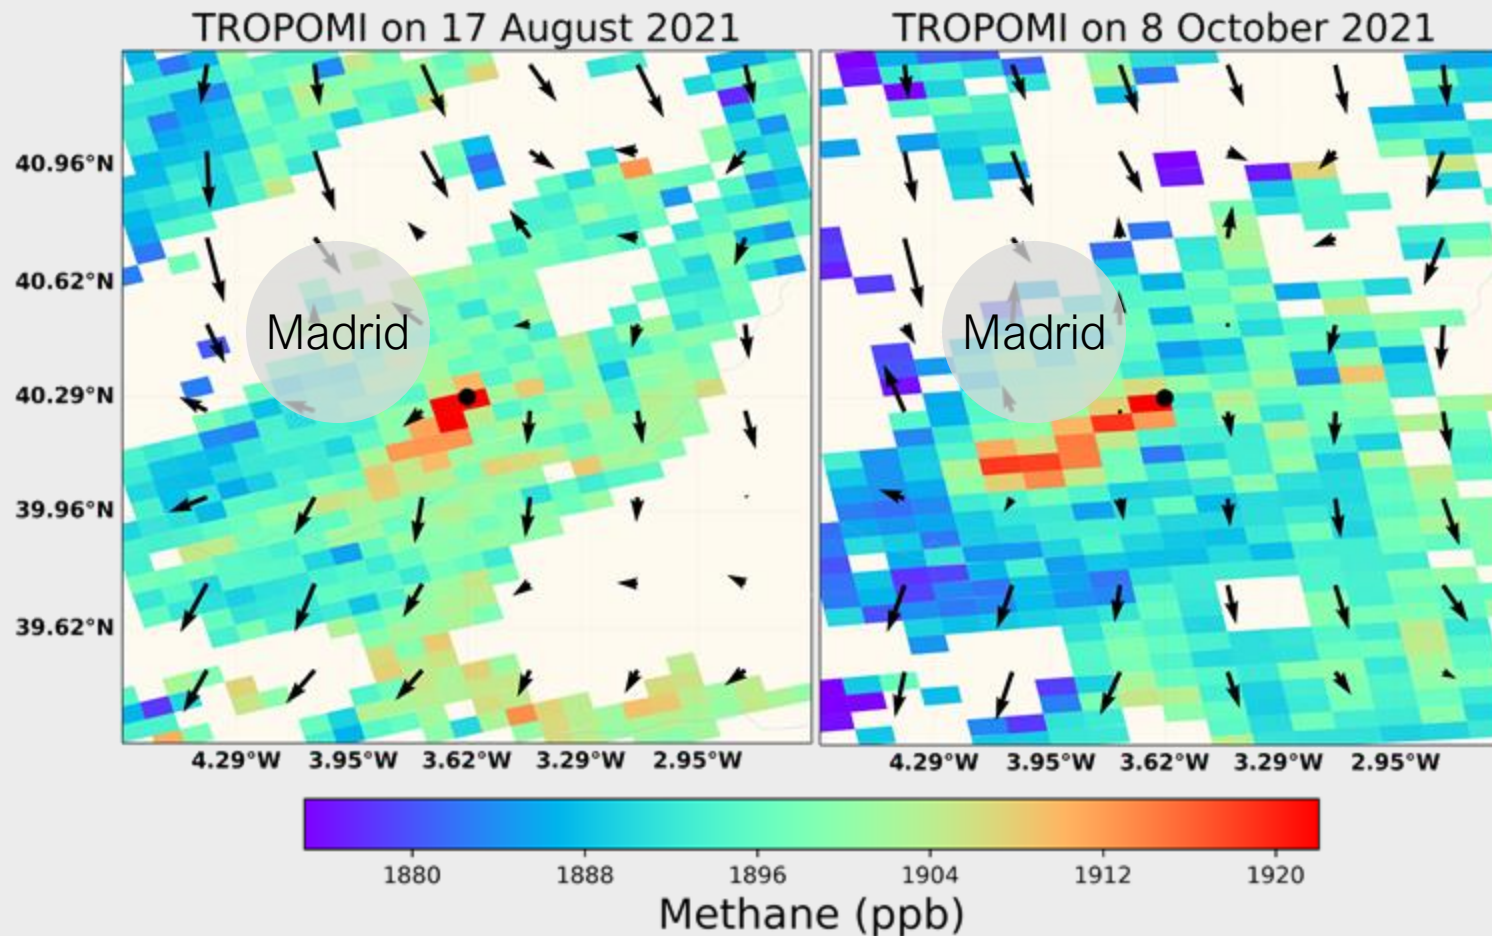 TROPOMI on 17 August 2021
TROPOMI on 8 October 2021
40.96°N
40.62°N
40.29°N
39.96°N
39.62°N
Madrid
Madrid
4.29°W 3.95°W 3.62°W 3.29°W 2.95°W
4.29°W 3.95°W 3.62°W 3.29°W 2.95°W
1880 1888 1896 1904 1912 1920
Methane (ppb)